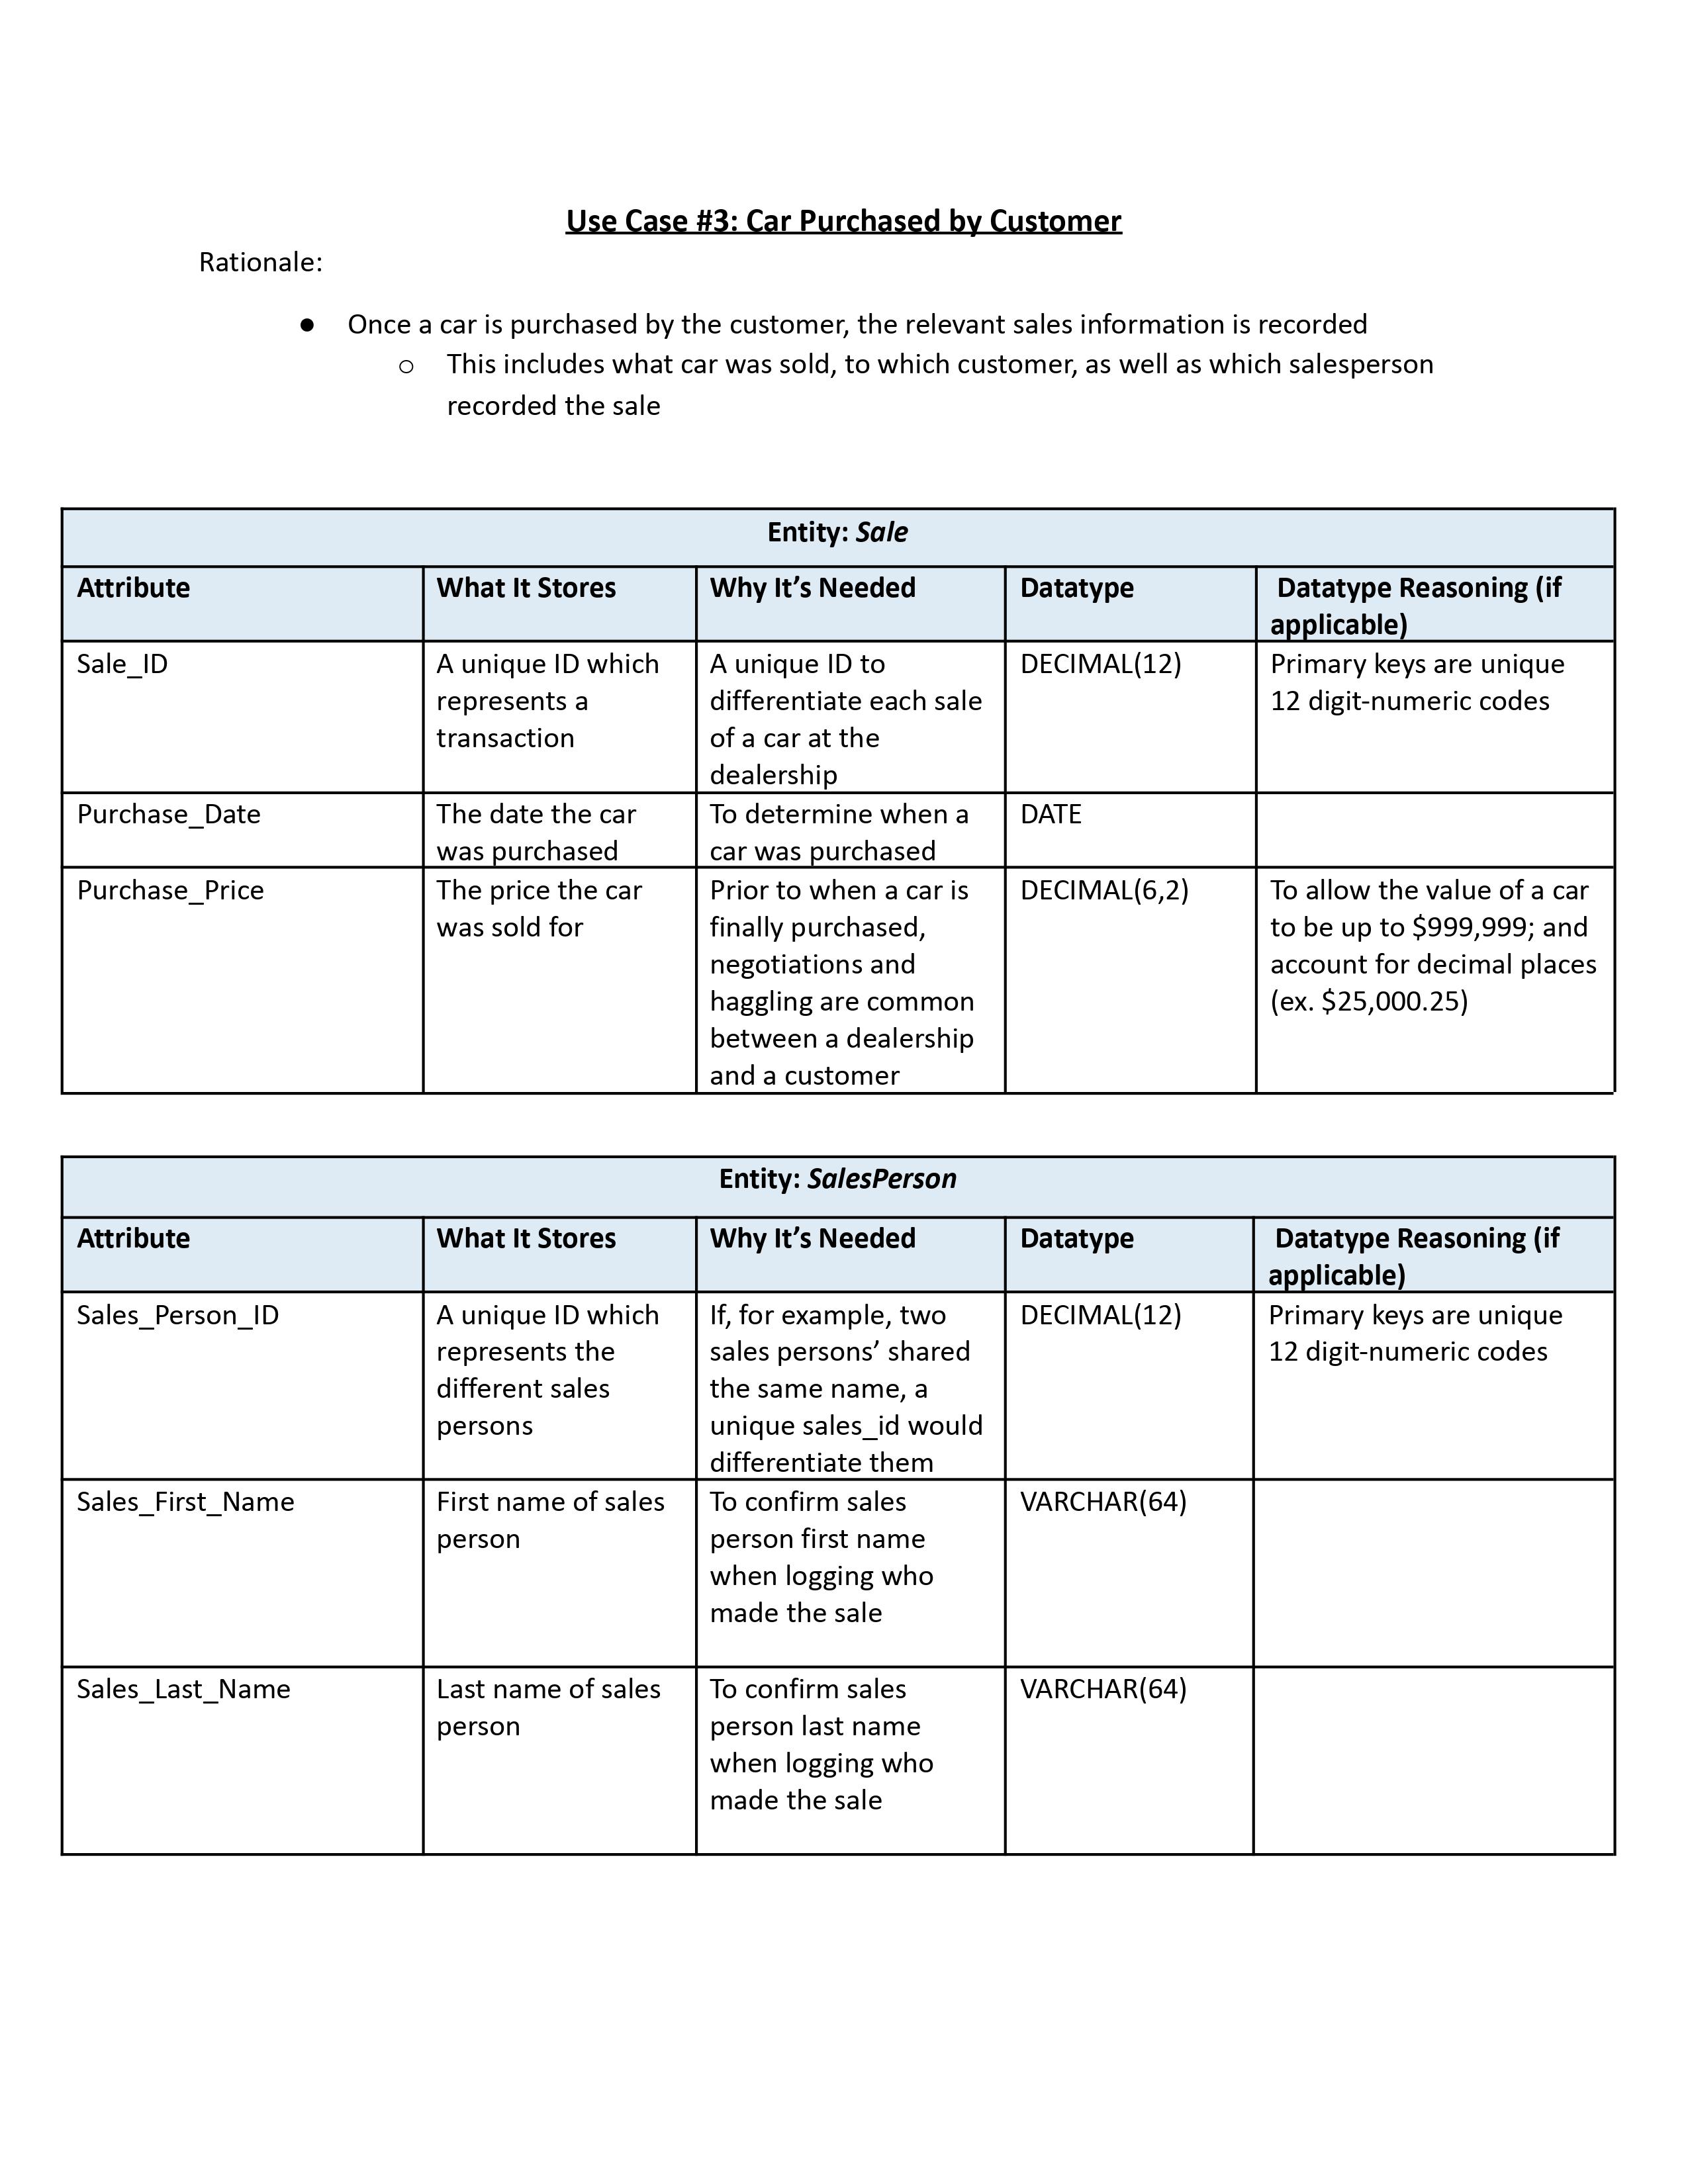 Use Case #3: Car Purchased by Customer
Rationale:
● Once a car is purchased by the customer, the relevant sales information is recorded
○ This includes what car was sold, to which customer, as well as which salesperson
recorded the sale
Entity: Sale
Attribute What It Stores Why It’s Needed Datatype Datatype Reasoning (if
applicable)
Sale_ID A unique ID which A unique ID to DECIMAL(12) Primary keys are unique
represents a differentiate each sale 12 digit-numeric codes
transaction of a car at the
dealership
Purchase_Date The date the car To determine when a DATE
was purchased car was purchased
Purchase_Price The price the car Prior to when a car is DECIMAL(6,2) To allow the value of a car
was sold for finally purchased, to be up to $999,999; and
negotiations and account for decimal places
haggling are common (ex. $25,000.25)
between a dealership
and a customer
Entity: SalesPerson
Attribute What It Stores Why It’s Needed Datatype Datatype Reasoning (if
applicable)
Sales_Person_ID A unique ID which If, for example, two DECIMAL(12) Primary keys are unique
represents the sales persons’ shared 12 digit-numeric codes
different sales the same name, a
persons unique sales_id would
differentiate them
Sales_First_Name First name of sales To confirm sales VARCHAR(64)
person person first name
when logging who
made the sale
Sales_Last_Name Last name of sales To confirm sales VARCHAR(64)
person person last name
when logging who
made the sale